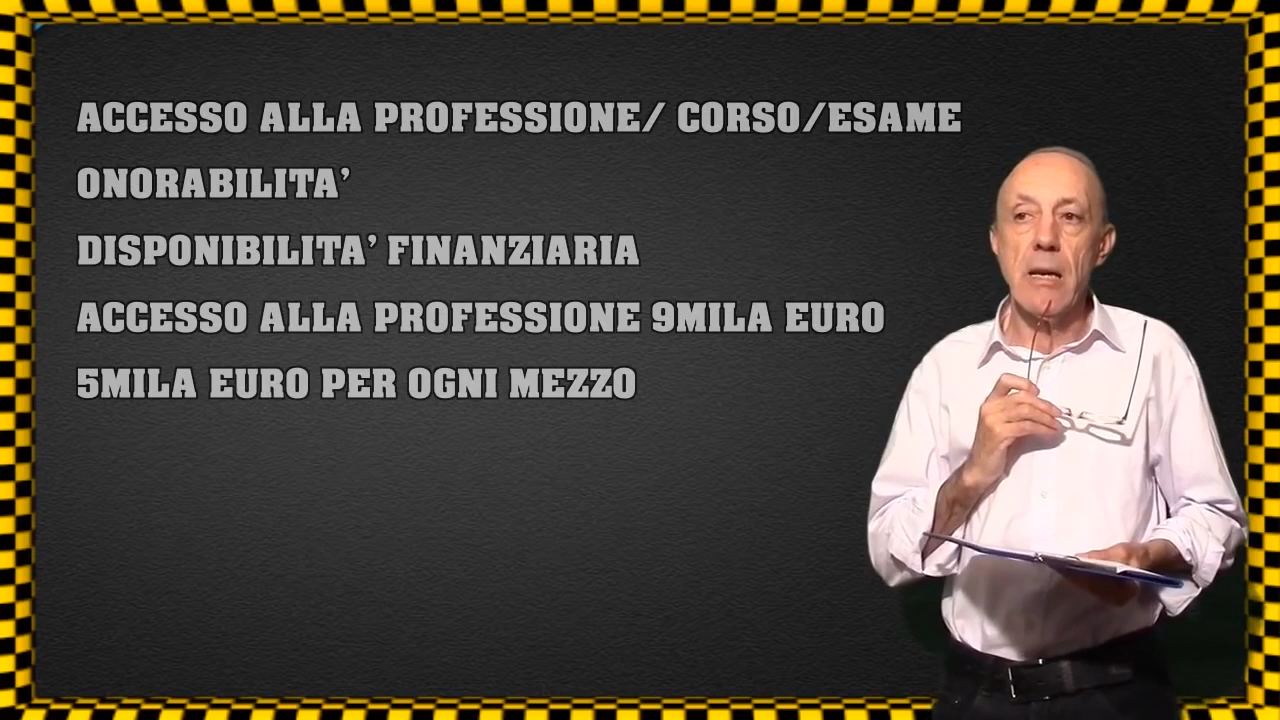 ACCESSO ALLA PROFESSIONE/ CORSO/ESAME
ONORABILITA’
DISPONIBILITA’ FINANZIARIA
ACCESSO ALLA PROFESSIONE 9MILA EURO
5MILA EURO PER OGNI MEZZO